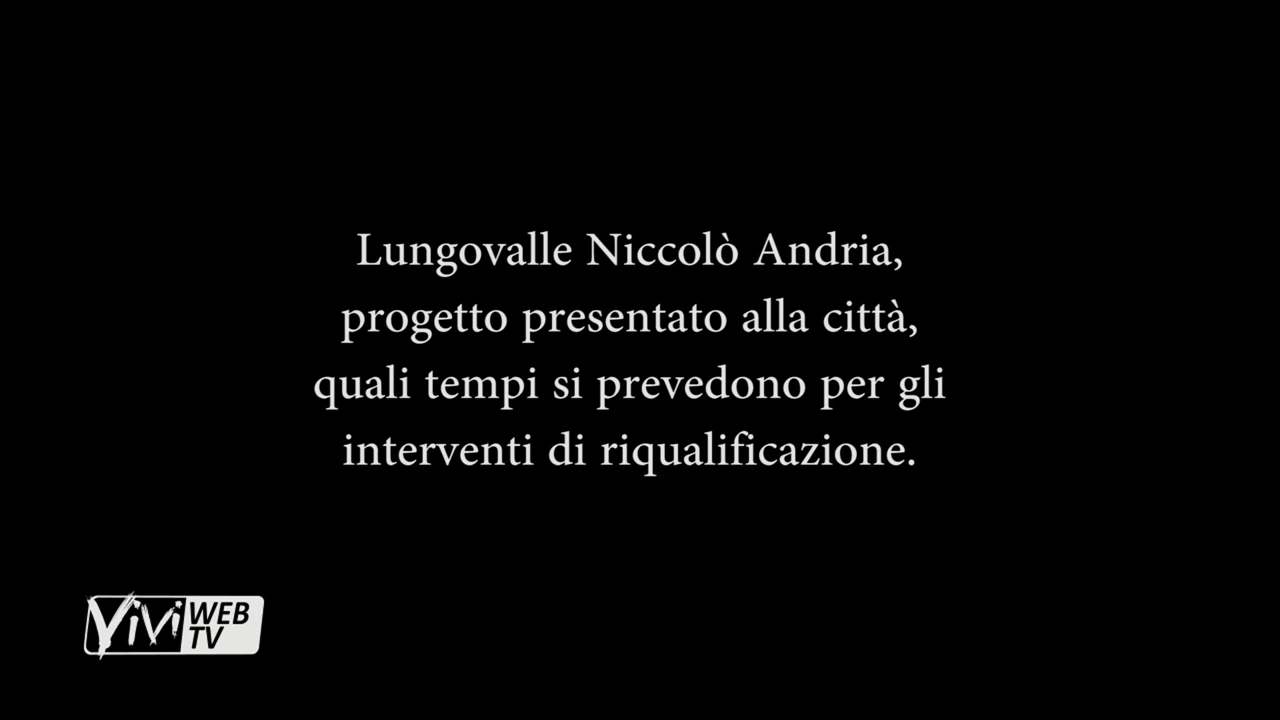 Lungovalle Niccolò Andria,
progetto presentato alla città,
quali tempi si prevedono per gli
interventi di riqualificazione.
ViVi WEB
TV